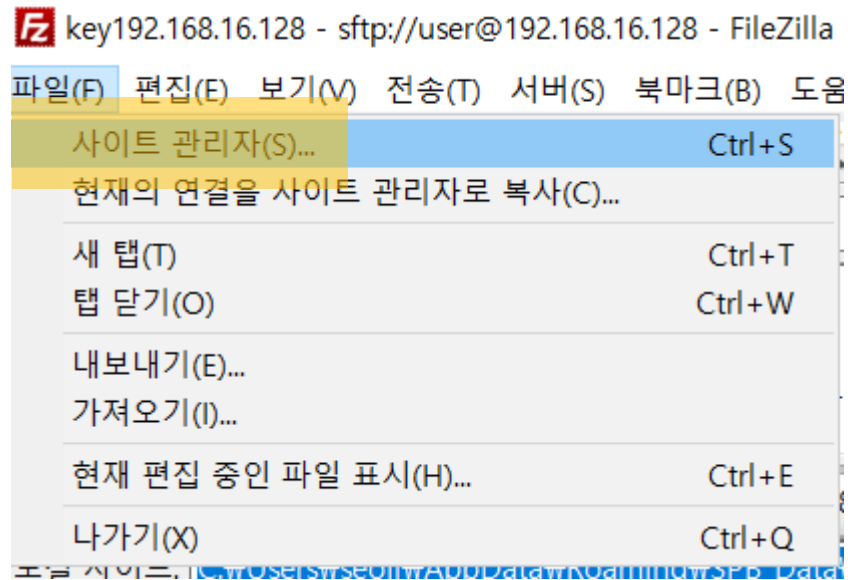 key192.168.16.128 - sftp://user@192.168.16.128 - FileZilla
파일(F) 편집(E) 보기(V) 전송(T) 서버(S) 북마크(B)
사이트 관리자(S)... Ctrl+S
현재의 연결을 사이트 관리자로 복사(C)...
새 탭(T) Ctrl+T
탭 닫기(O) Ctrl+W
내보내기(E)...
가져오기(I)...
현재 편집 중인 파일 표시(H)... Ctrl+E
나가기(X) Ctrl+Q